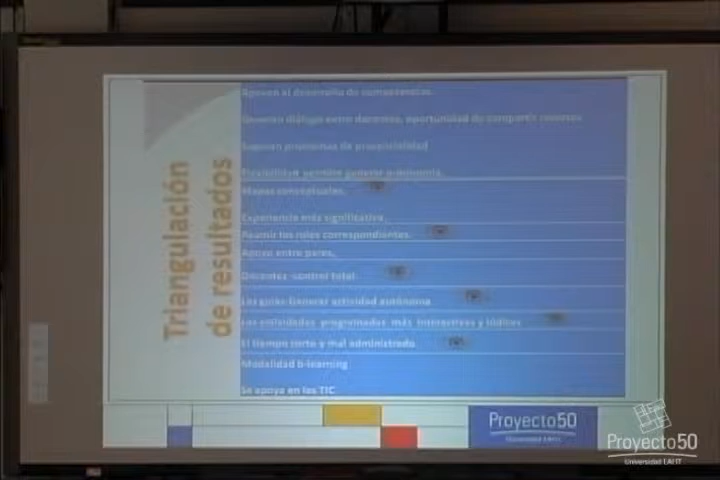 Triangulación
de resultados
Apoyan el desarrollo de competencias.
Generan diálogo entre docentes, oportunidad de compartir recursos
Superan problemas de presencialidad
Flexibilidad permite generar autonomía.
Mapas conceptuales.
Experiencia más significativa
Asumir los roles correspondientes.
Apoyo entre pares.
Docentes control total
Las guías Generar actividad autónoma
Las actividades programadas más interactivas y lúdicas
El tiempo corto y mal administrado
Modalidad b-learning
Se apoya en las TIC
Proyecto50
Universidad EAFIT
Proyecto50
Universidad EAFIT